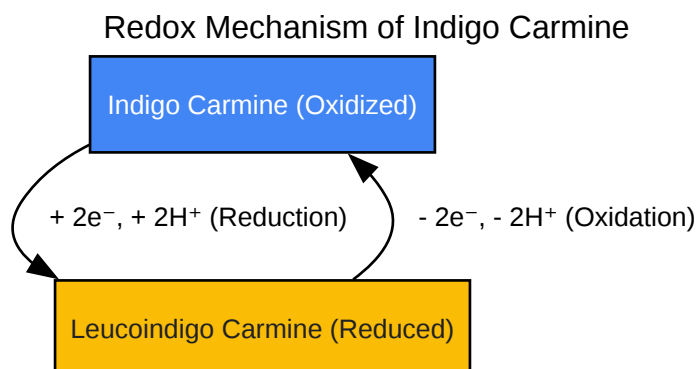 Redox Mechanism of Indigo Carmine
Indigo Carmine (Oxidized)
+ 2e⁻, + 2H⁺ (Reduction)
- 2e⁻, - 2H⁺ (Oxidation)
Leucoindigo Carmine (Reduced)